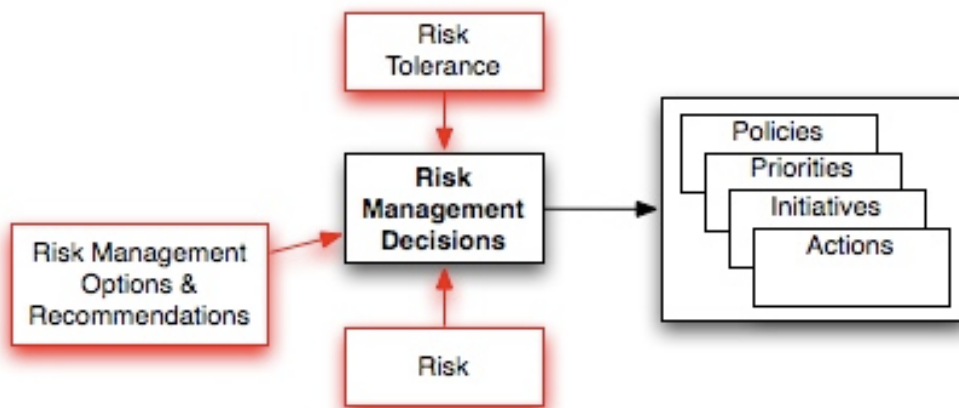 Risk
Tolerance
Risk
Management
Decisions
Risk Management
Options &
Recommendations
Risk
Policies
Priorities
Initiatives
Actions